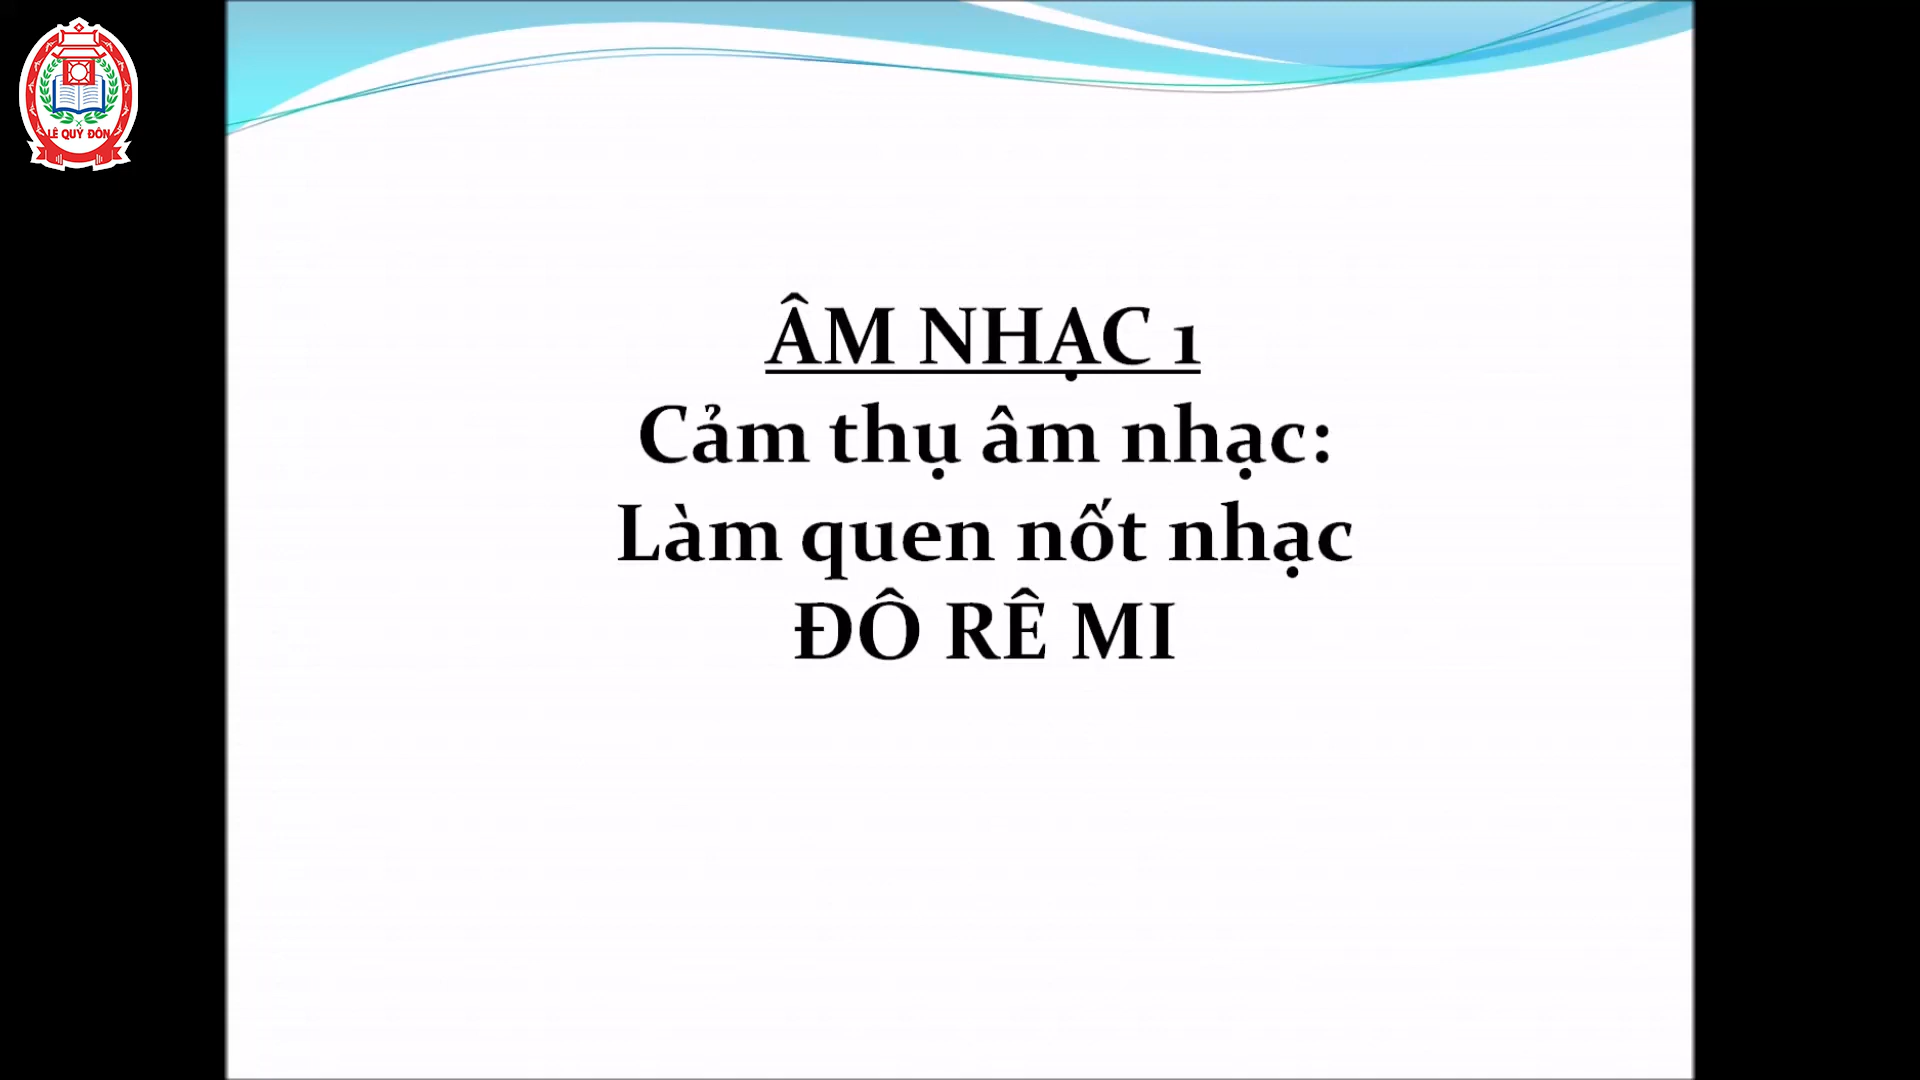 LÊ QUÝ ĐÔN
ÂM NHẠC 1
Cảm thụ âm nhạc:
Làm quen nốt nhạc
ĐÔ RÊ MI